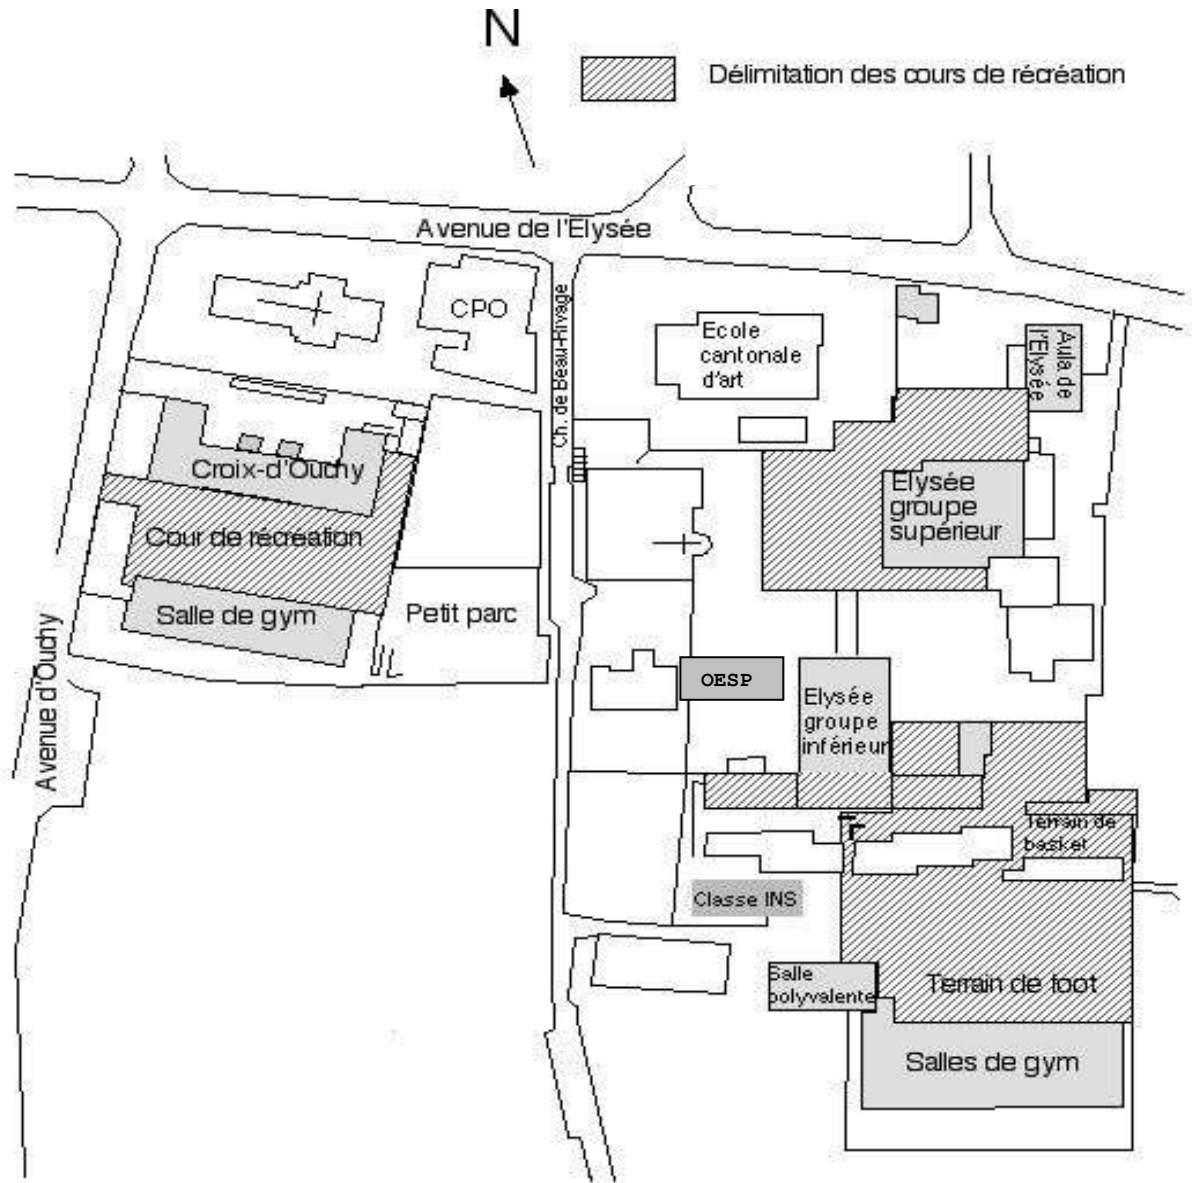 N
Délimitation des cours de récréation
Avenue de l'Elysée
CPO
Ch. de Beau-Rivage
Ecole
cantonale
d'art
Aula de
l'Elysée
Croix-d'Ouchy
Elysée
groupe
supérieur
Cour de récréation
Salle de gym
Petit parc
Avenue d'Ouchy
OESP
Elysée
groupe
inférieur
Terrain de
basket
Classe INS
Salle
polyvalente
Terrain de foot
Salles de gym